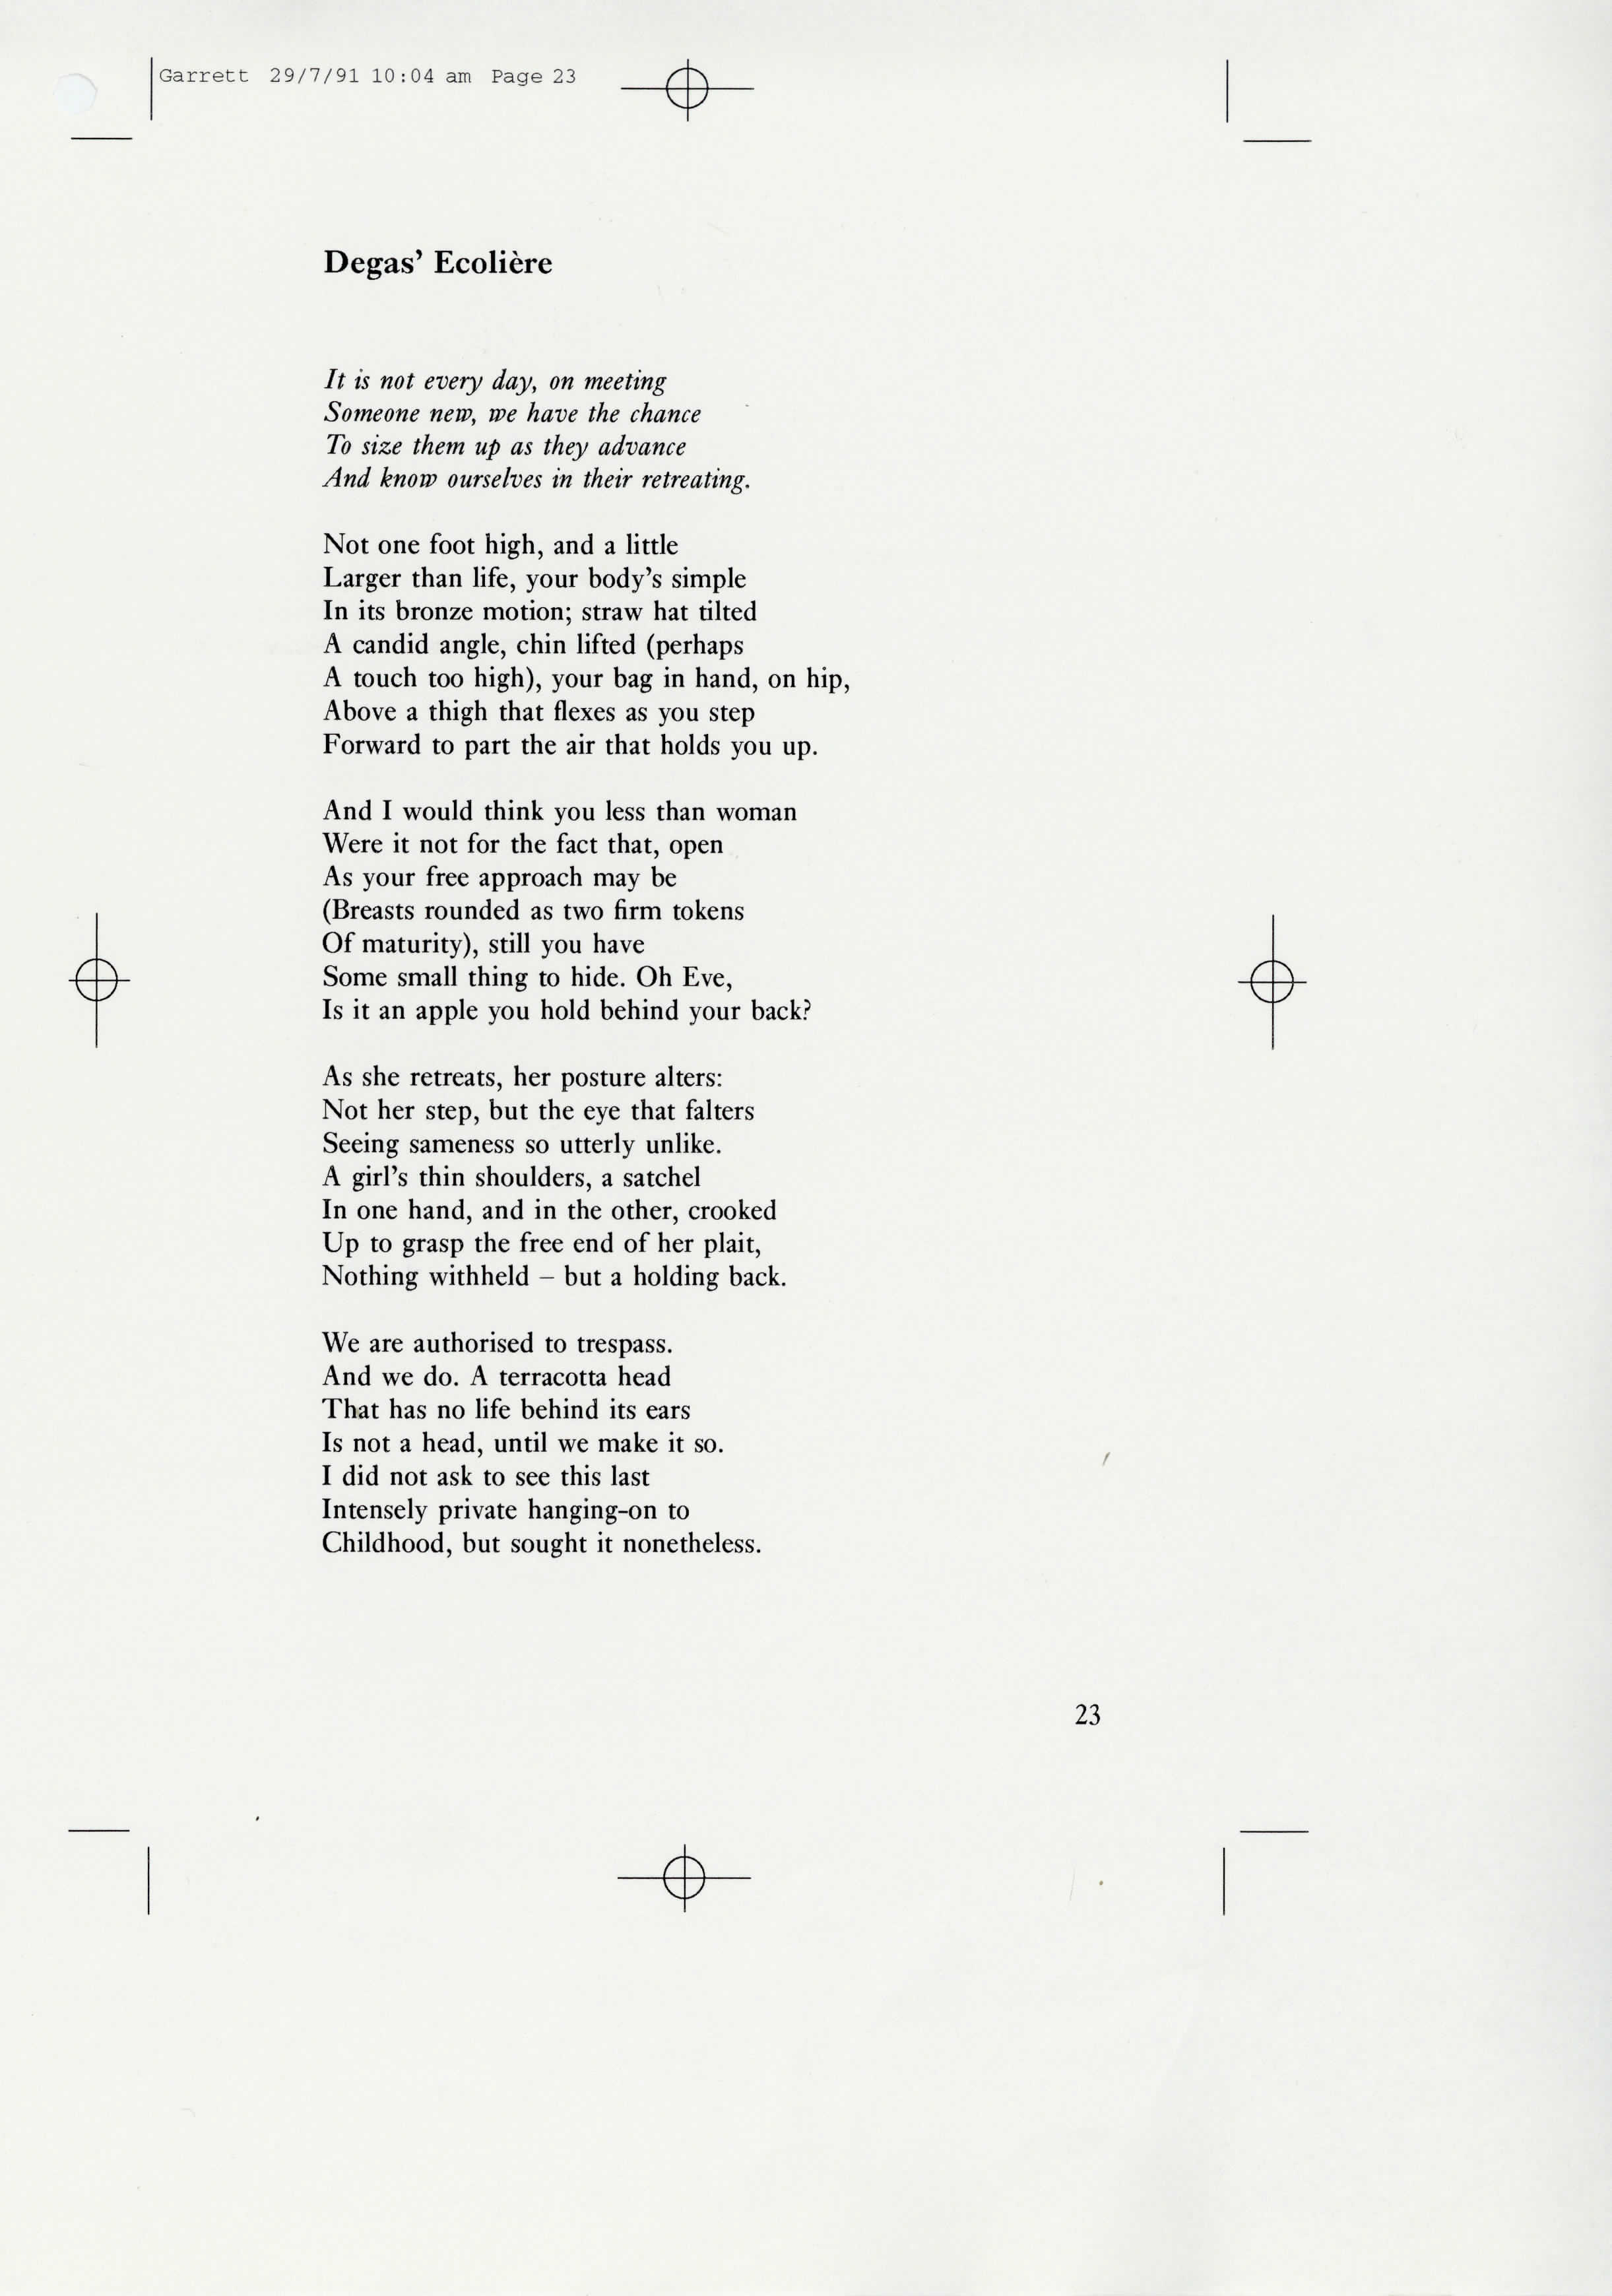 Garrett 29/7/91 10:04 am Page 23
Degas’ Ecolière
It is not every day, on meeting
Someone new, we have the chance
To size them up as they advance
And know ourselves in their retreating.
Not one foot high, and a little
Larger than life, your body’s simple
In its bronze motion; straw hat tilted
A candid angle, chin lifted (perhaps
A touch too high), your bag in hand, on hip,
Above a thigh that flexes as you step
Forward to part the air that holds you up.
And I would think you less than woman
Were it not for the fact that, open
As your free approach may be
(Breasts rounded as two firm tokens
Of maturity), still you have
Some small thing to hide. Oh Eve,
Is it an apple you hold behind your back?
As she retreats, her posture alters:
Not her step, but the eye that falters
Seeing sameness so utterly unlike.
A girl’s thin shoulders, a satchel
In one hand, and in the other, crooked
Up to grasp the free end of her plait,
Nothing withheld – but a holding back.
We are authorised to trespass.
And we do. A terracotta head
That has no life behind its ears
Is not a head, until we make it so.
I did not ask to see this last
Intensely private hanging-on to
Childhood, but sought it nonetheless.
23